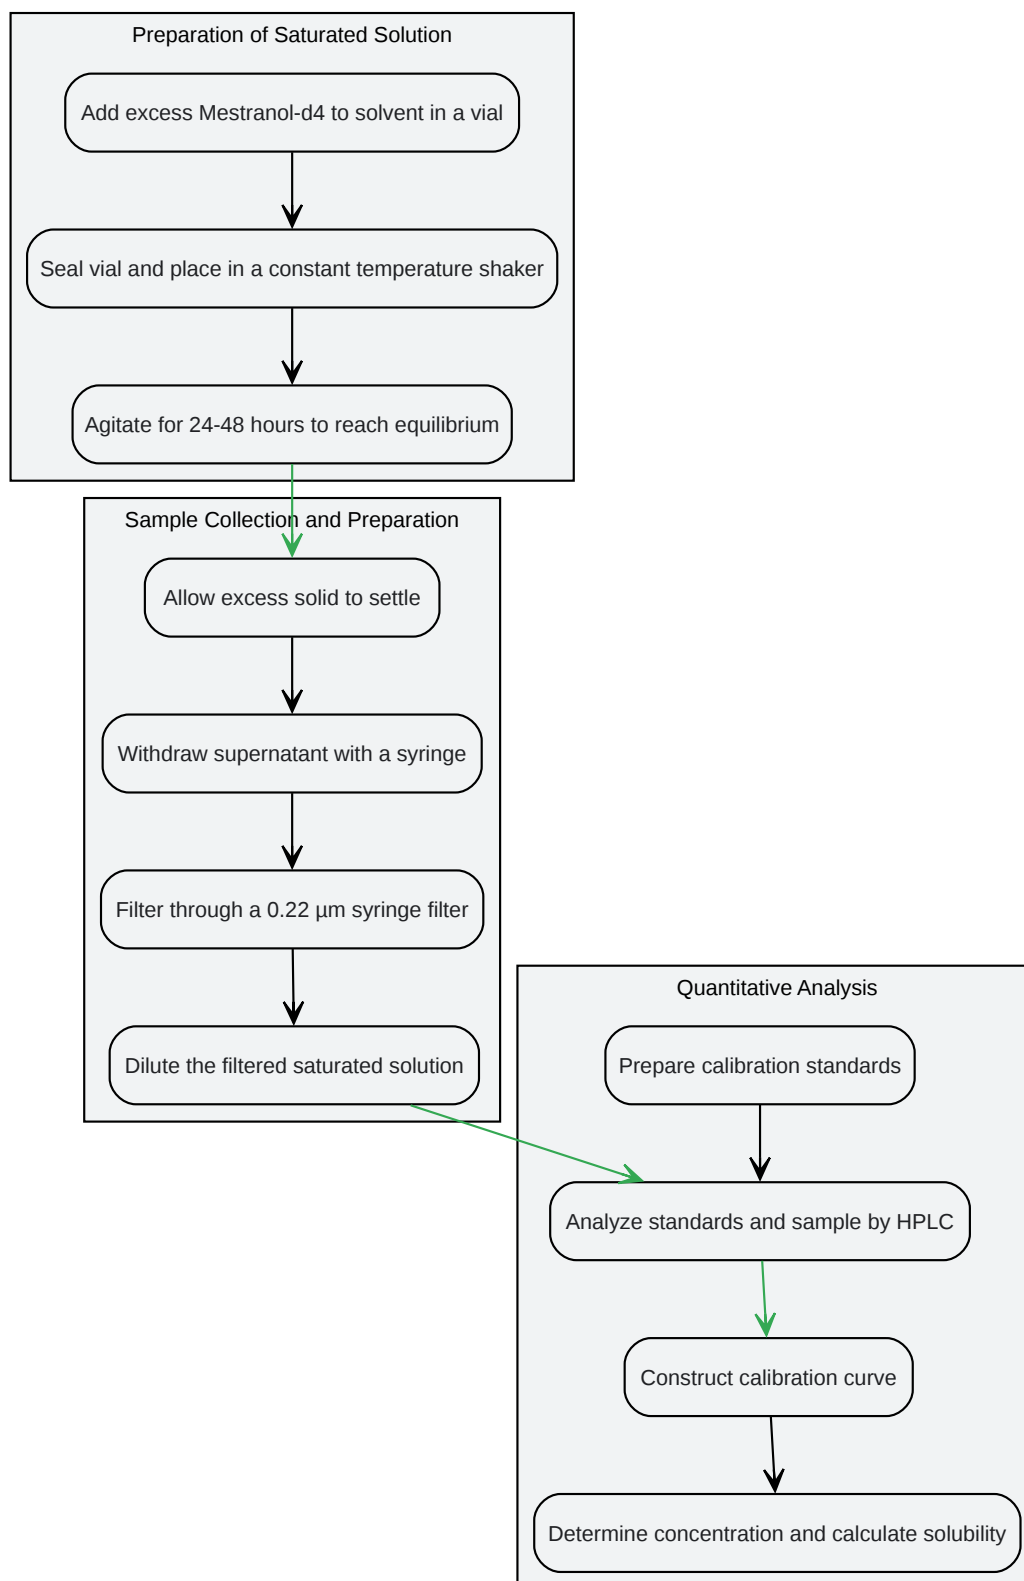 Preparation of Saturated Solution
Add excess Mestranol-d4 to solvent in a vial
Seal vial and place in a constant temperature shaker
Agitate for 24-48 hours to reach equilibrium
Sample Collection and Preparation
Allow excess solid to settle
Withdraw supernatant with a syringe
Filter through a 0.22 µm syringe filter
Dilute the filtered saturated solution
Quantitative Analysis
Prepare calibration standards
Analyze standards and sample by HPLC
Construct calibration curve
Determine concentration and calculate solubility